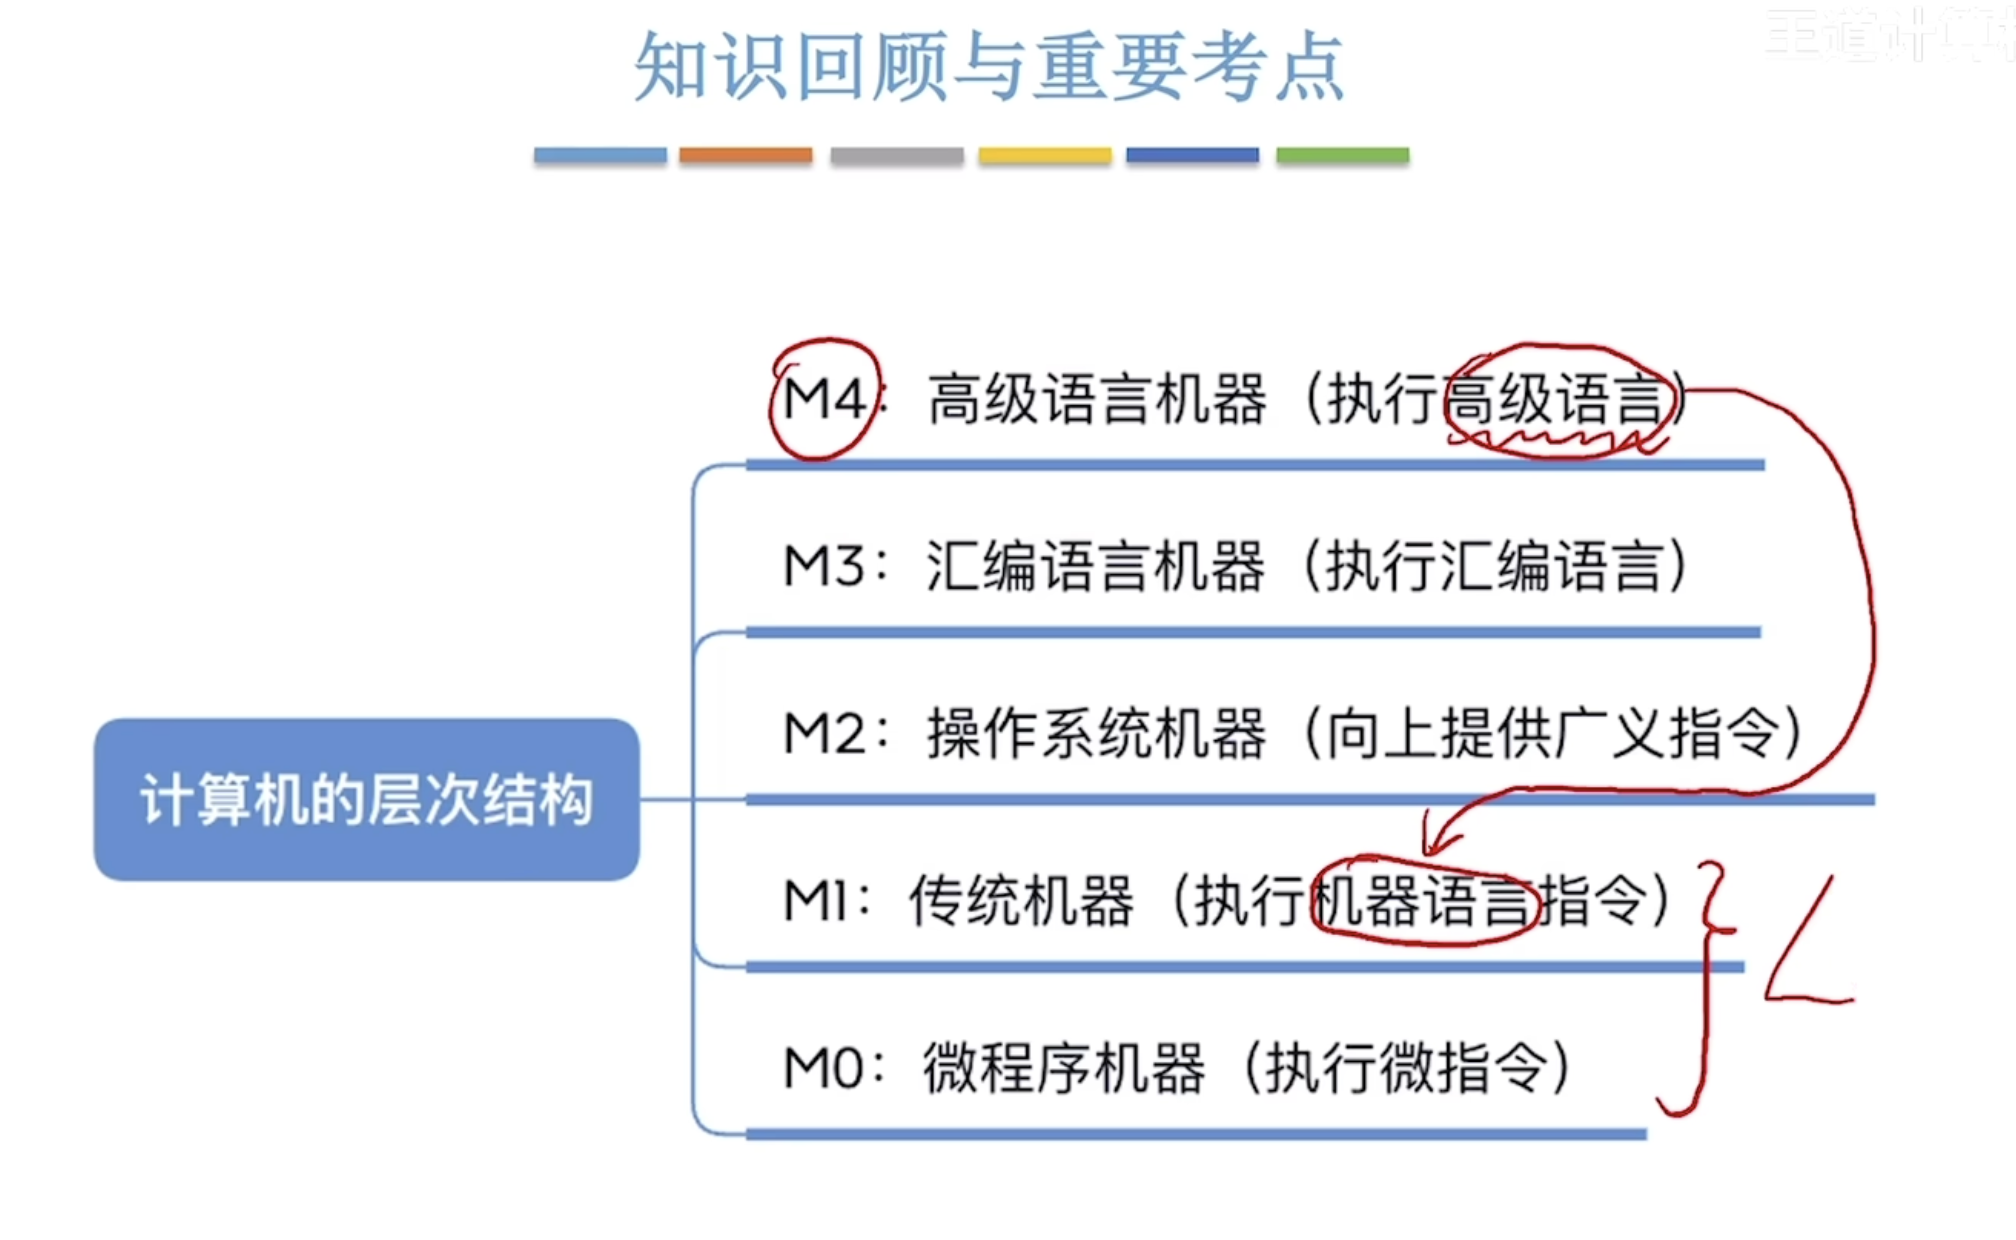 王道计算机
知识回顾与重要考点
M4：高级语言机器（执行高级语言）
M3：汇编语言机器（执行汇编语言）
M2：操作系统机器（向上提供广义指令）
计算机的层次结构
M1：传统机器（执行机器语言指令）
M0：微程序机器（执行微指令）